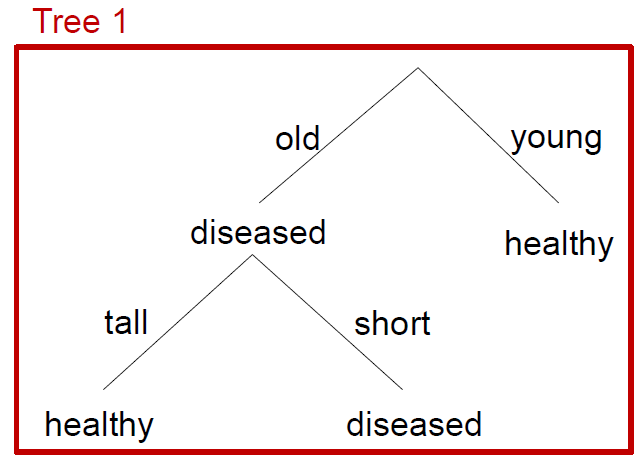 Tree 1
old
young
diseased
healthy
tall
short
healthy
diseased